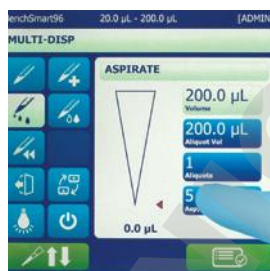 BenchSmart96 20.0 µL - 200.0 µL [ADMIN
MULTI-DISP
ASPIRATE
200.0 µL
Volume
200.0 µL
Aliquot Vol
1
Aliquots
5
0.0 µL